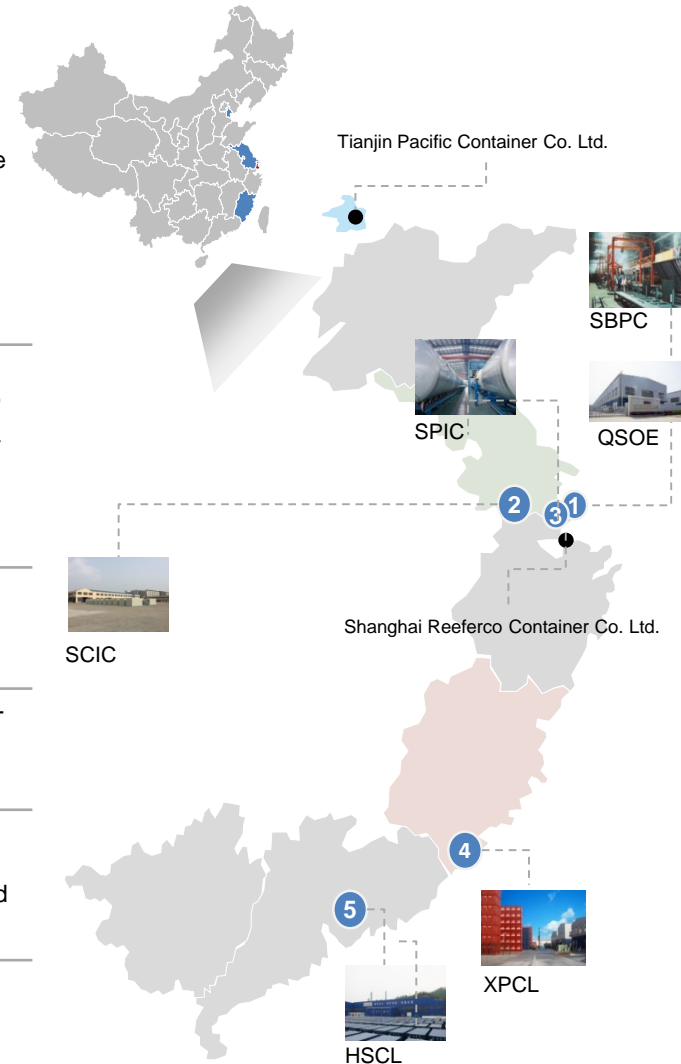 e
Tianjin Pacific Container Co. Ltd.
SBPC
SPIC
QSOE
2
3
1
Shanghai Reeferco Container Co. Ltd.
SCIC
4
d
5
XPCL
HSCL